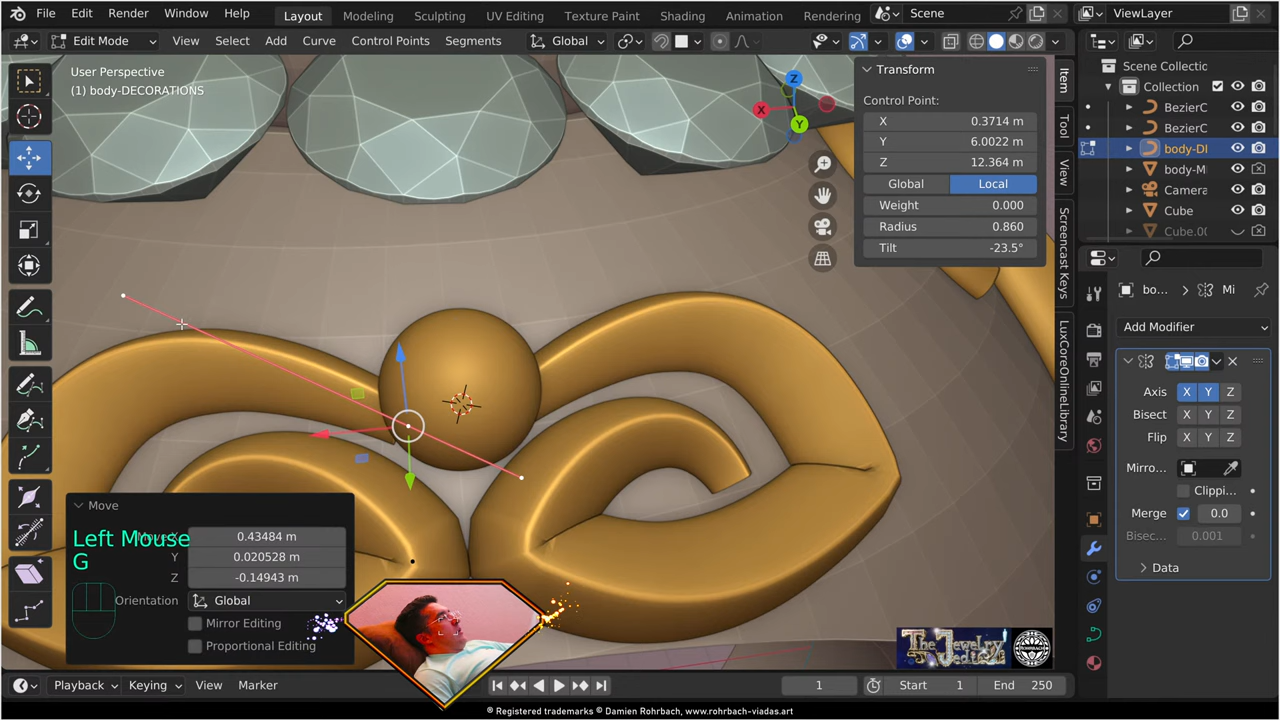 File Edit Render Window Help Layout Modeling Sculpting UV Editing Texture Paint Shading Animation Rendering Scene ViewLayer
Edit Mode View Select Add Curve Control Points Segments Global
User Perspective
(1) body-DECORATIONS
Z
X
Y
Transform
Control Point:
X 0.3714 m
Y 6.0022 m
Z 12.364 m
Global Local
Weight 0.000
Radius 0.860
Tilt -23.5°
Item
Tool
View
Screencast Keys
LuxCoreOnlineLibrary
Scene Collectic
Collection
BezierC
BezierC
body-DI
body-M
Camera
Cube
Cube.00
bo... Mi
Add Modifier
Axis X Y Z
Bisect X Y Z
Flip X Y Z
Mirro...
Clippi...
Merge 0.0
Bisec... 0.001
Data
Move
0.43484 m
Left Mouse
Y 0.020528 m
G
Z -0.14943 m
Orientation Global
Mirror Editing
Proportional Editing
The Jewelry
ROHRBACH
Playback Keying View Marker 1 Start 1 End 250
® Registered trademarks © Damien Rohrbach, www.rohrbach-viadas.art